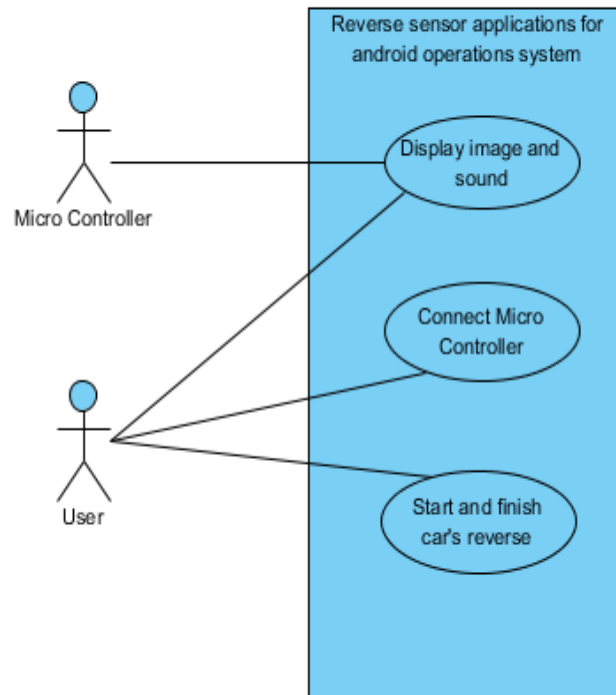 Reverse sensor applications for
android operations system
Display image and
sound
Micro Controller
Connect Micro
Controller
User
Start and finish
car's reverse